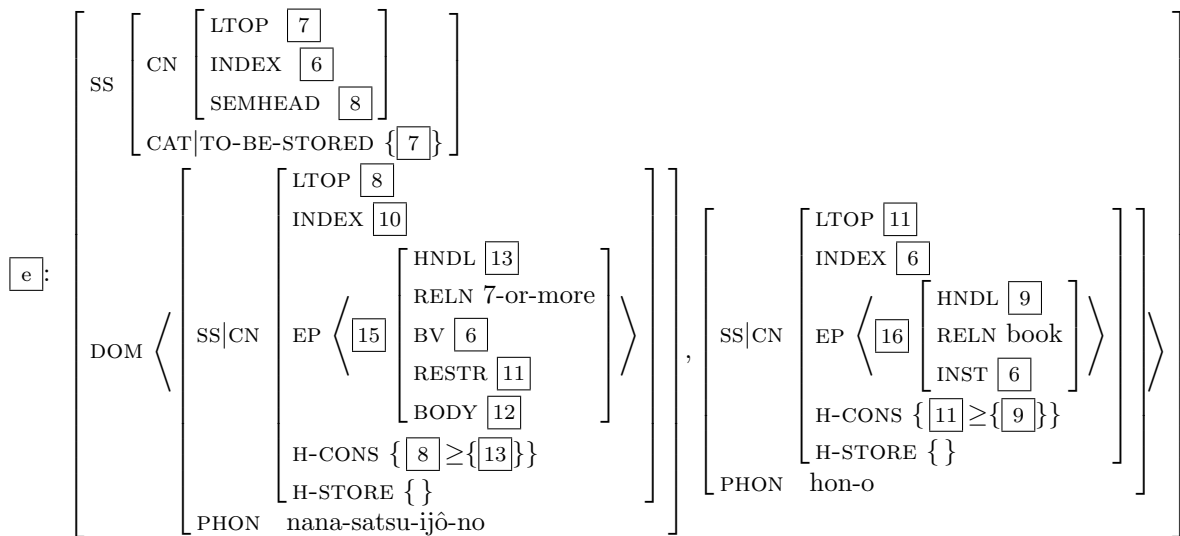 LTOP 7
SS CN INDEX 6
SEMHEAD 8
CAT|TO-BE-STORED {7}
e: DOM
LTOP 8
INDEX 10
HNDL 13
RELN 7-or-more
SS|CN EP 15 BV 6
RESTR 11
BODY 12
H-CONS {8 ≥{13}}
H-STORE {}
PHON nana-satsu-ijô-no
,
LTOP 11
INDEX 6
HNDL 9
SS|CN EP 16 RELN book
INST 6
H-CONS {11 ≥{9}}
H-STORE {}
PHON hon-o